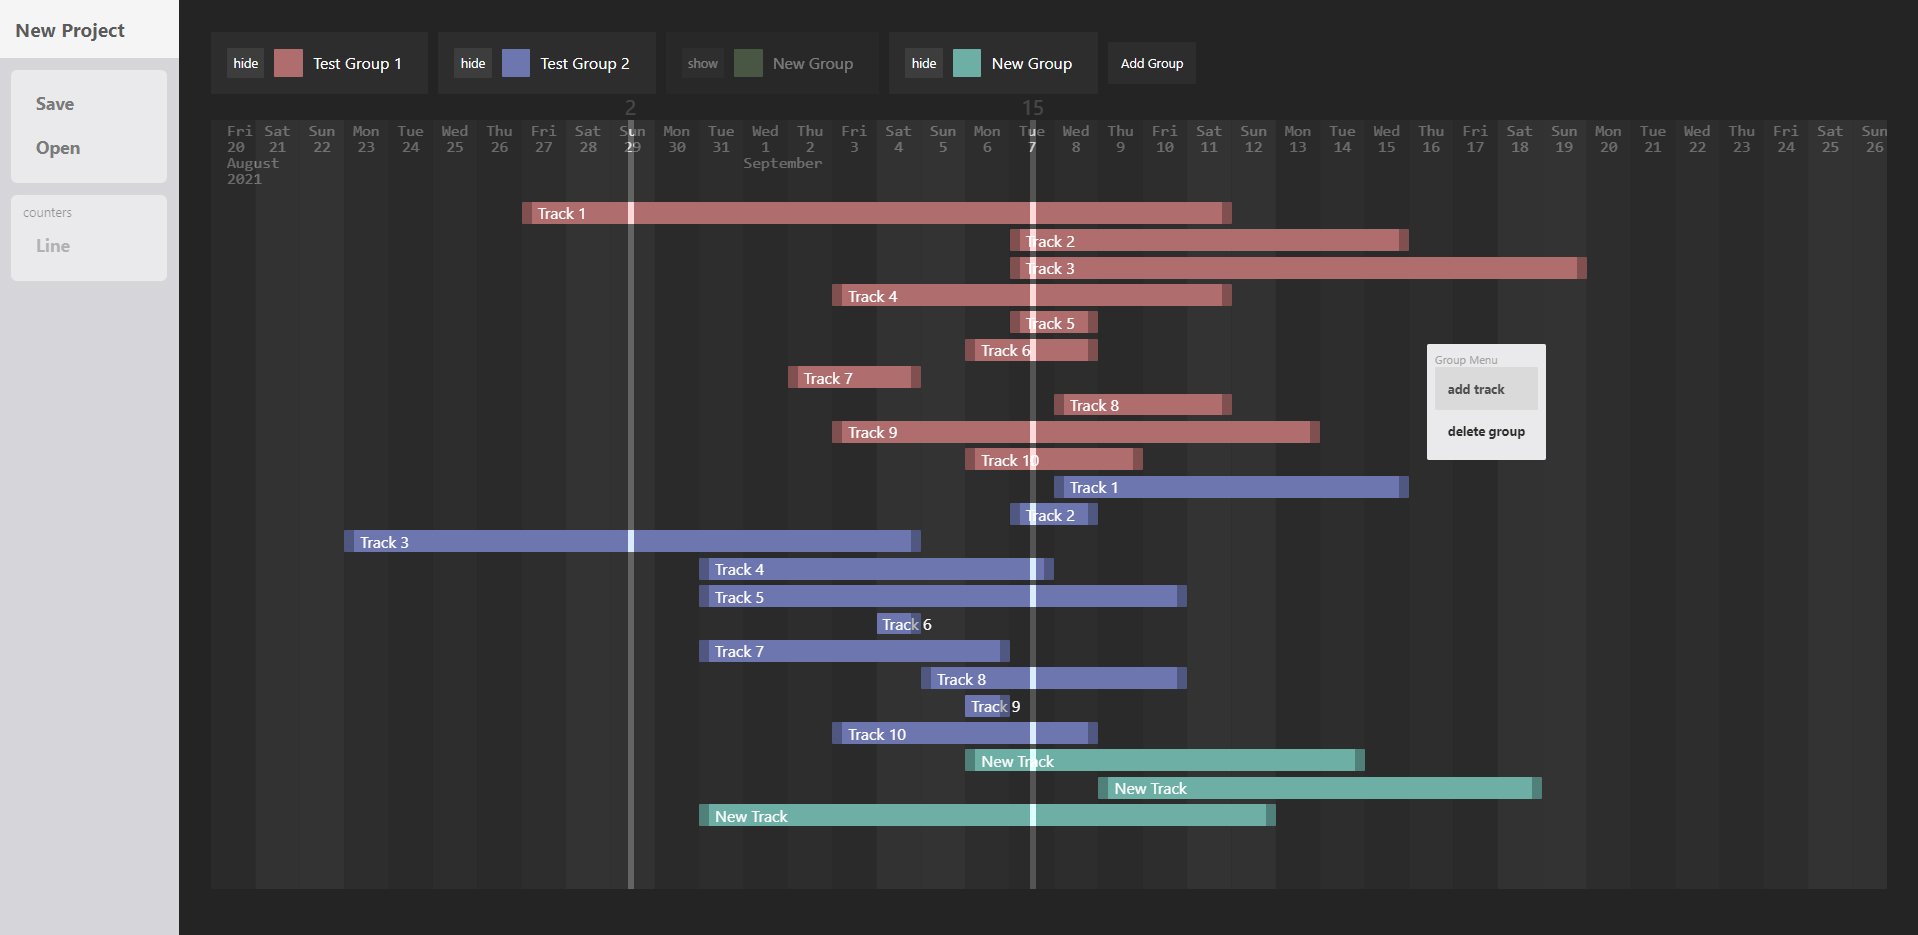 New Project
Save
Open
counters
Line
hide Test Group 1 hide Test Group 2 show New Group hide New Group Add Group
2 15
Fri Sat Sun Mon Tue Wed Thu Fri Sat Sun Mon Tue Wed Thu Fri Sat Sun Mon Tue Wed Thu Fri Sat Sun Mon Tue Wed Thu Fri Sat Sun Mon Tue Wed Thu Fri Sat Sun
20 21 22 23 24 25 26 27 28 29 30 31 1 2 3 4 5 6 7 8 9 10 11 12 13 14 15 16 17 18 19 20 21 22 23 24 25 26
August September
2021
Track 1
Track 2
Track 3
Track 4
Track 5
Track 6
Track 7
Track 8
Track 9
Track 10
Track 1
Track 2
Track 3
Track 4
Track 5
Track 6
Track 7
Track 8
Track 9
Track 10
New Track
New Track
New Track
Group Menu
add track
delete group